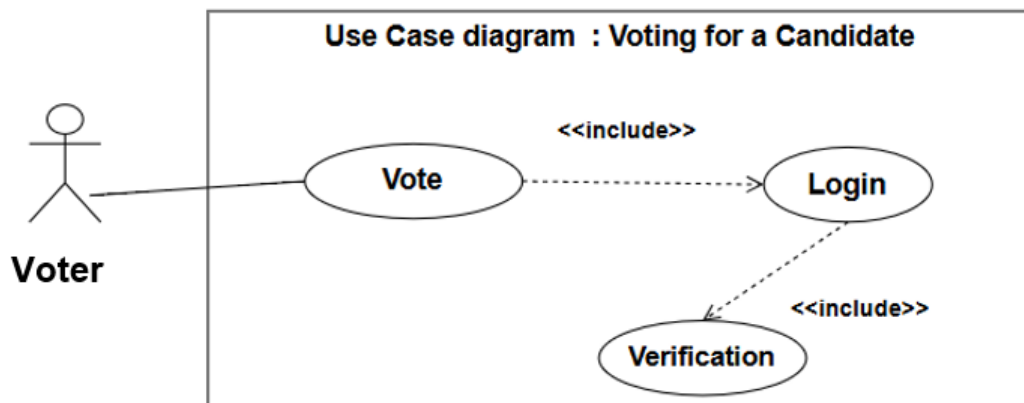 Use Case diagram : Voting for a Candidate
<<include>>
Vote
Login
Voter
<<include>>
Verification